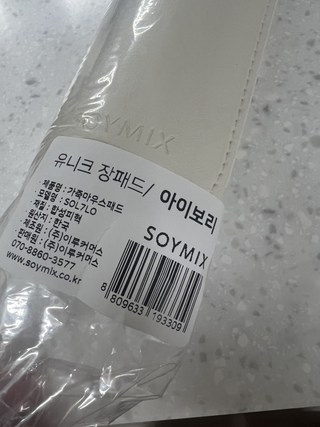 SOYMIX
유니크 장패드/ 아이보리
· 제품명 : 가죽마우스패드
· 모델명 : SOL7LO
· 재질 : 합성피혁
· 원산지 : 한국
· 제조원 : (주)이루커머스
· 판매원 : (주)이루커머스
070-8860-3577
www.soymix.co.kr
SOYMIX
8 809633 193309